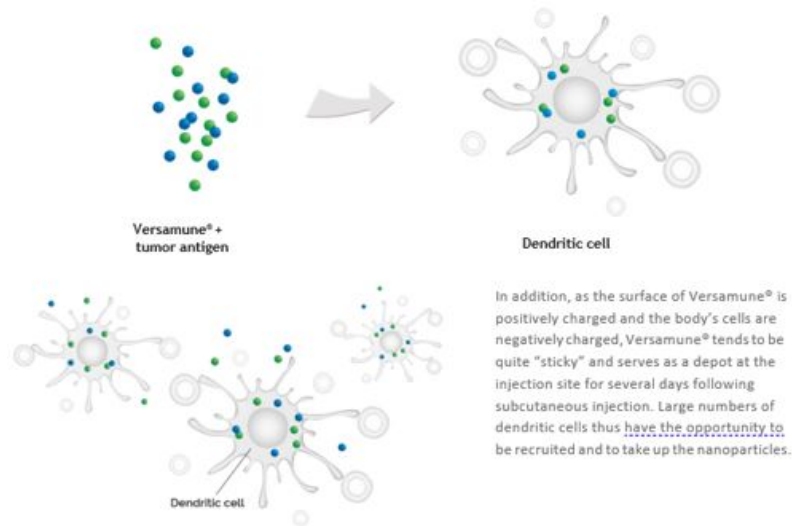 Versamune® +
tumor antigen
Dendritic cell
In addition, as the surface of Versamune® is
positively charged and the body's cells are
negatively charged, Versamune® tends to be
quite "sticky" and serves as a depot at the
injection site for several days following
subcutaneous injection. Large numbers of
dendritic cells thus have the opportunity to
be recruited and to take up the nanoparticles.
Dendritic cell